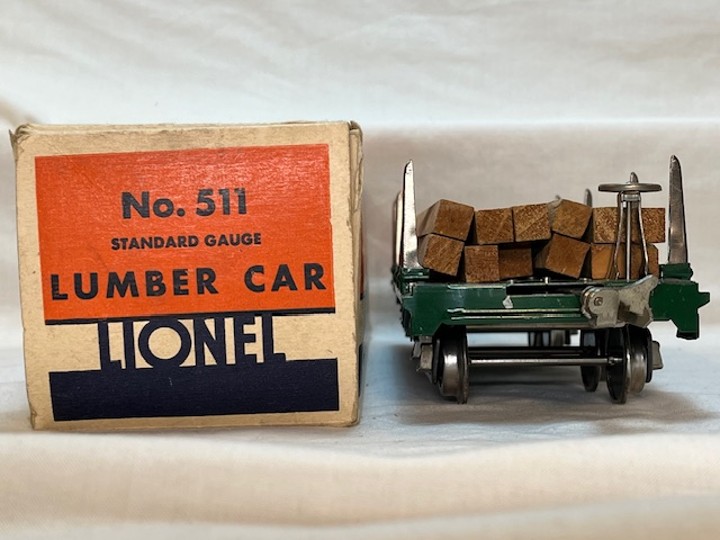 No. 511
STANDARD GAUGE
LUMBER CAR
LIONEL